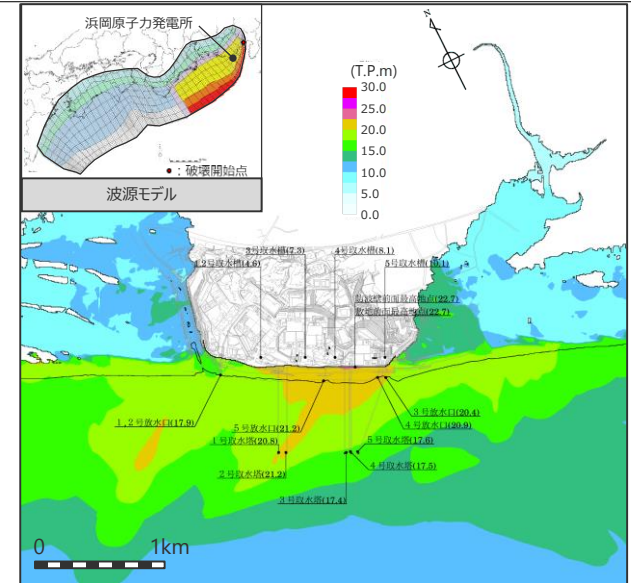 浜岡原子力発電所
●：破壊開始点
波源モデル
N
(T.P.m)
30.0
25.0
20.0
15.0
10.0
5.0
0.0
3号取水槽(7.3)
4号取水槽(8.1)
1,2号取水槽(4.6)
5号取水槽(10.1)
敷地前面最高地点(22.7)
1,2号放水口(17.9)
5号放水口(21.2)
3号放水口(20.4)
4号放水口(20.9)
1号取水塔(20.8)
5号取水塔(17.6)
2号取水塔(21.2)
4号取水塔(17.5)
3号取水塔(17.4)
0 1km